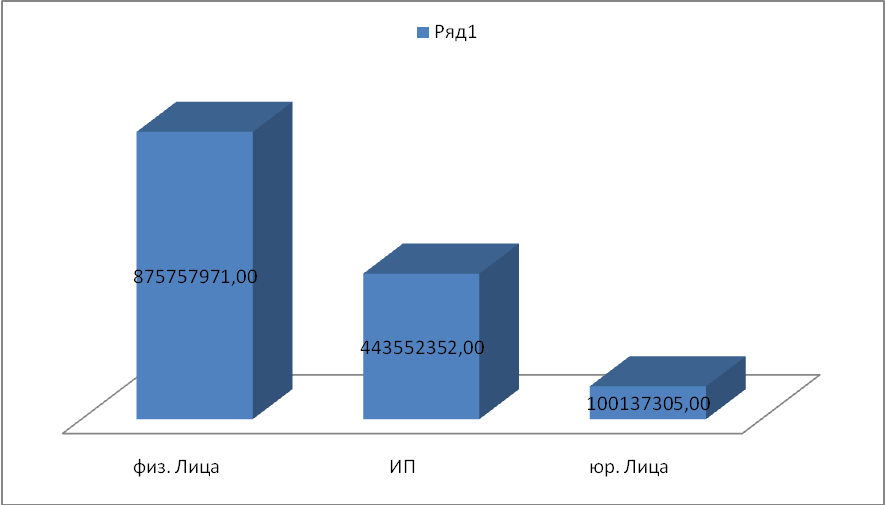 Ряд1
875757971,00
443552352,00
100137305,00
физ. Лица
ИП
юр. Лица